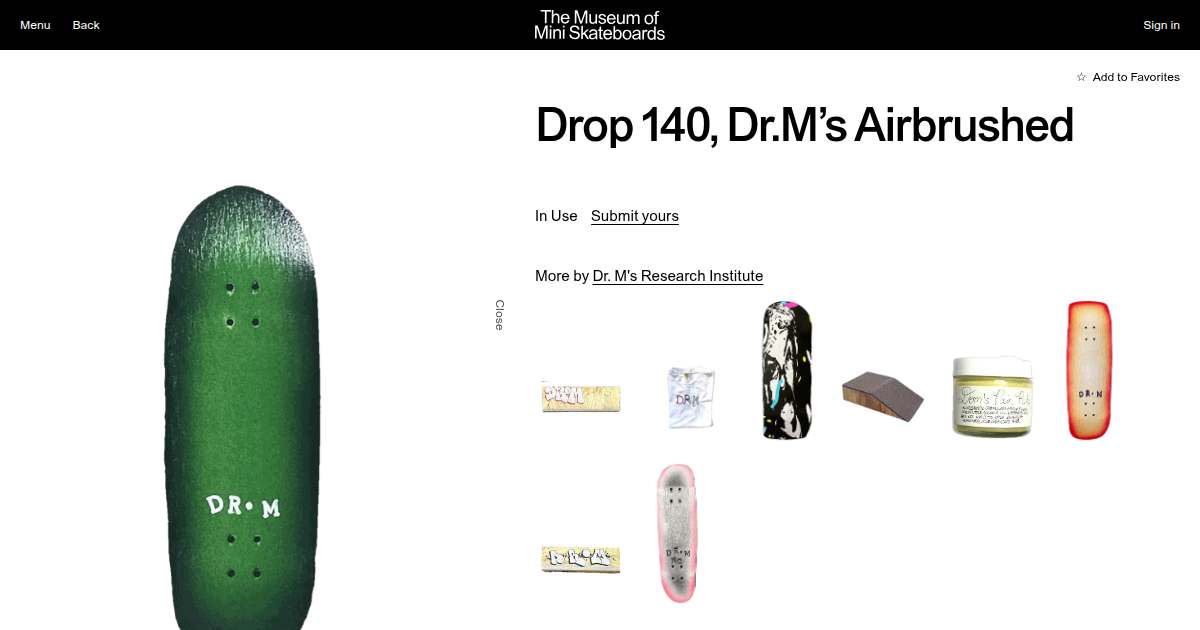 Menu
Back
The Museum of
Mini Skateboards
Sign in
☆ Add to Favorites
Drop 140, Dr.M’s Airbrushed
In Use
Submit yours
More by Dr. M's Research Institute
Close
DR•M
DRM
DR•M
DR•M